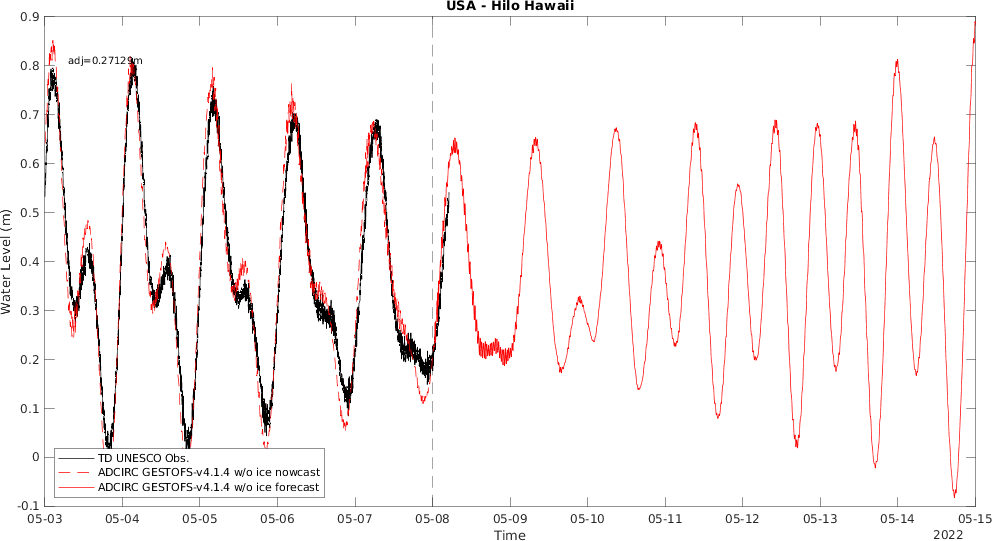 USA - Hilo Hawaii
adj=0.27129m
Water Level (m)
0.9
0.8
0.7
0.6
0.5
0.4
0.3
0.2
0.1
0
-0.1
TD UNESCO Obs.
ADCIRC GESTOFS-v4.1.4 w/o ice nowcast
ADCIRC GESTOFS-v4.1.4 w/o ice forecast
05-03 05-04 05-05 05-06 05-07 05-08 05-09 05-10 05-11 05-12 05-13 05-14 05-15
Time
2022